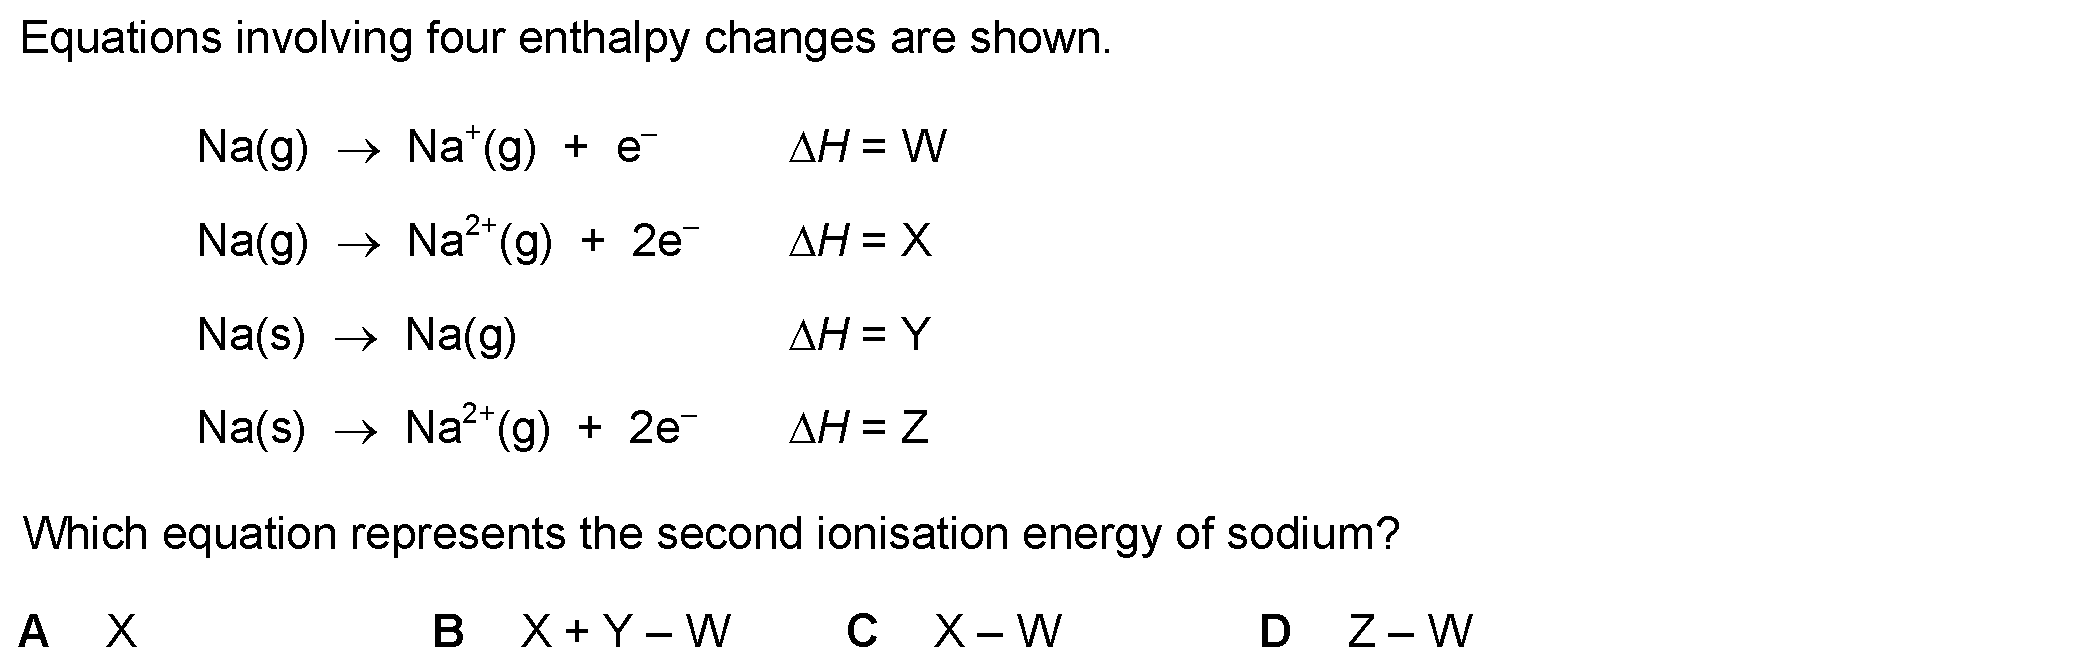 Equations involving four enthalpy changes are shown.
Na(g) → Na⁺(g) + e⁻ ΔH = W
Na(g) → Na²⁺(g) + 2e⁻ ΔH = X
Na(s) → Na(g) ΔH = Y
Na(s) → Na²⁺(g) + 2e⁻ ΔH = Z
Which equation represents the second ionisation energy of sodium?
A X B X + Y – W C X – W D Z – W